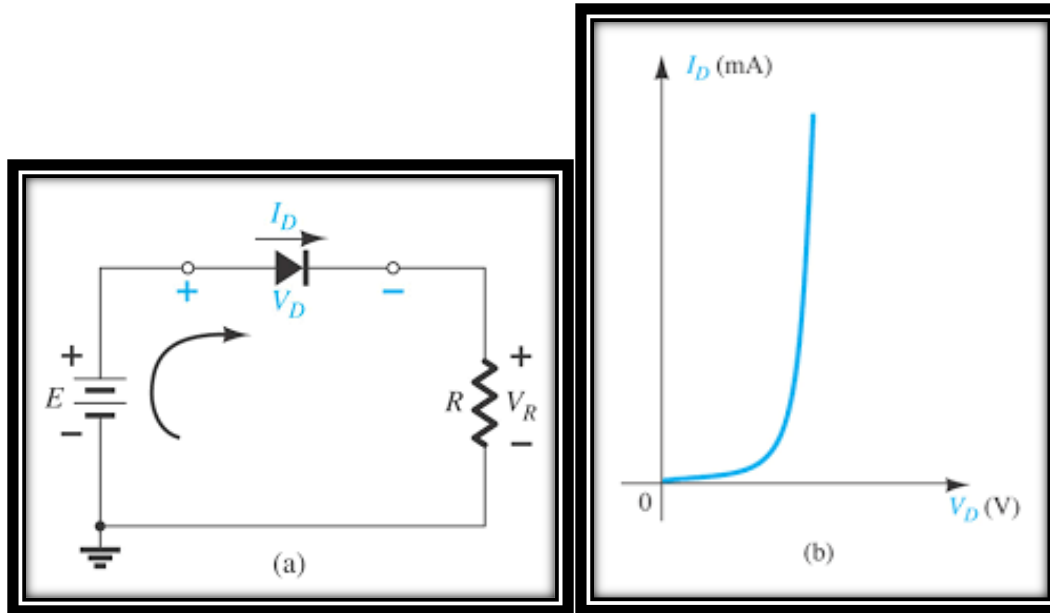 I_D
+ V_D −
+
E
−
R
+
V_R
−
(a)
I_D (mA)
0
V_D (V)
(b)